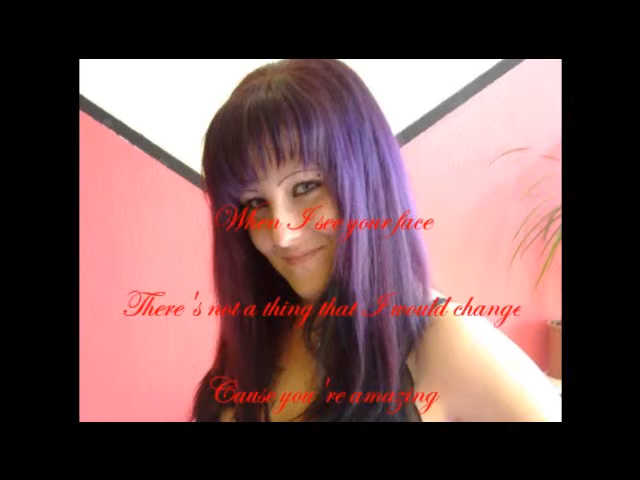 When I see your face
There's not a thing that I would change
Cause you're amazing